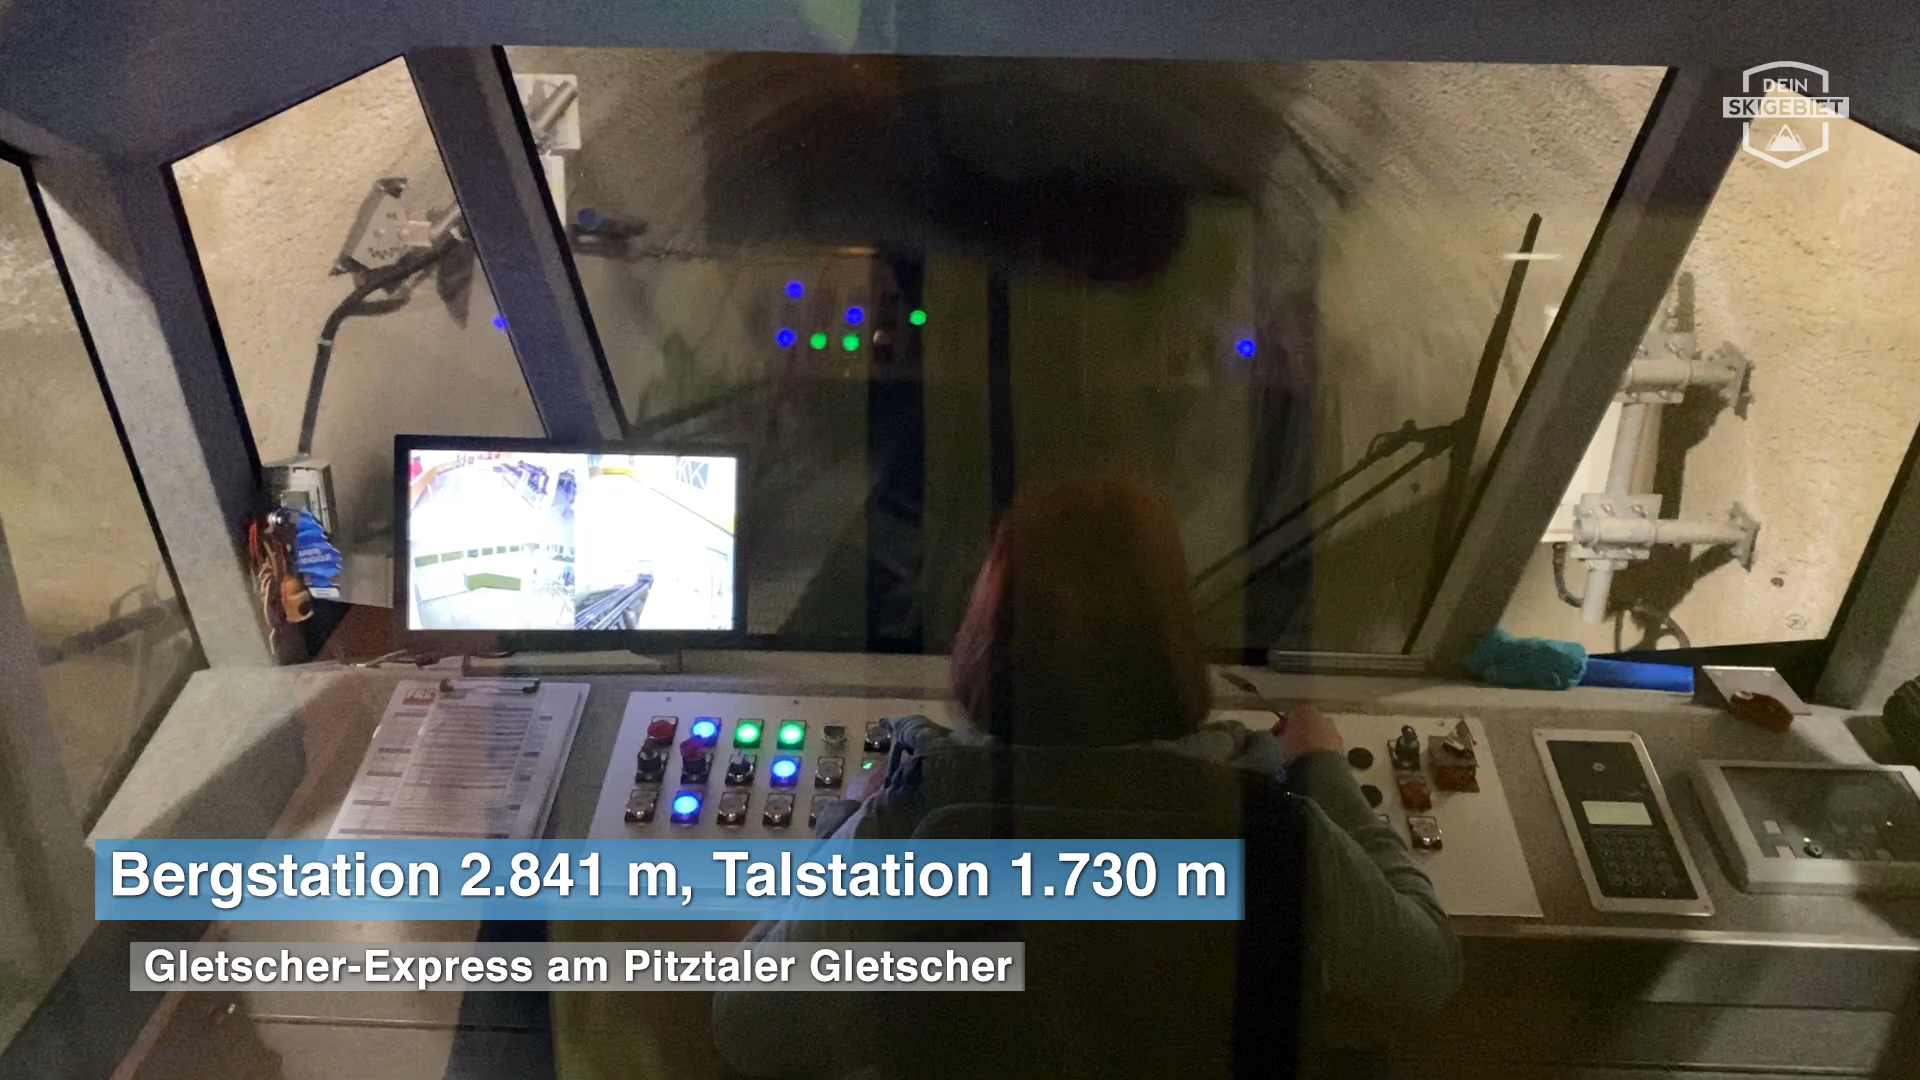 DEIN
SKIGEBIET
Bergstation 2.841 m, Talstation 1.730 m
Gletscher-Express am Pitztaler Gletscher